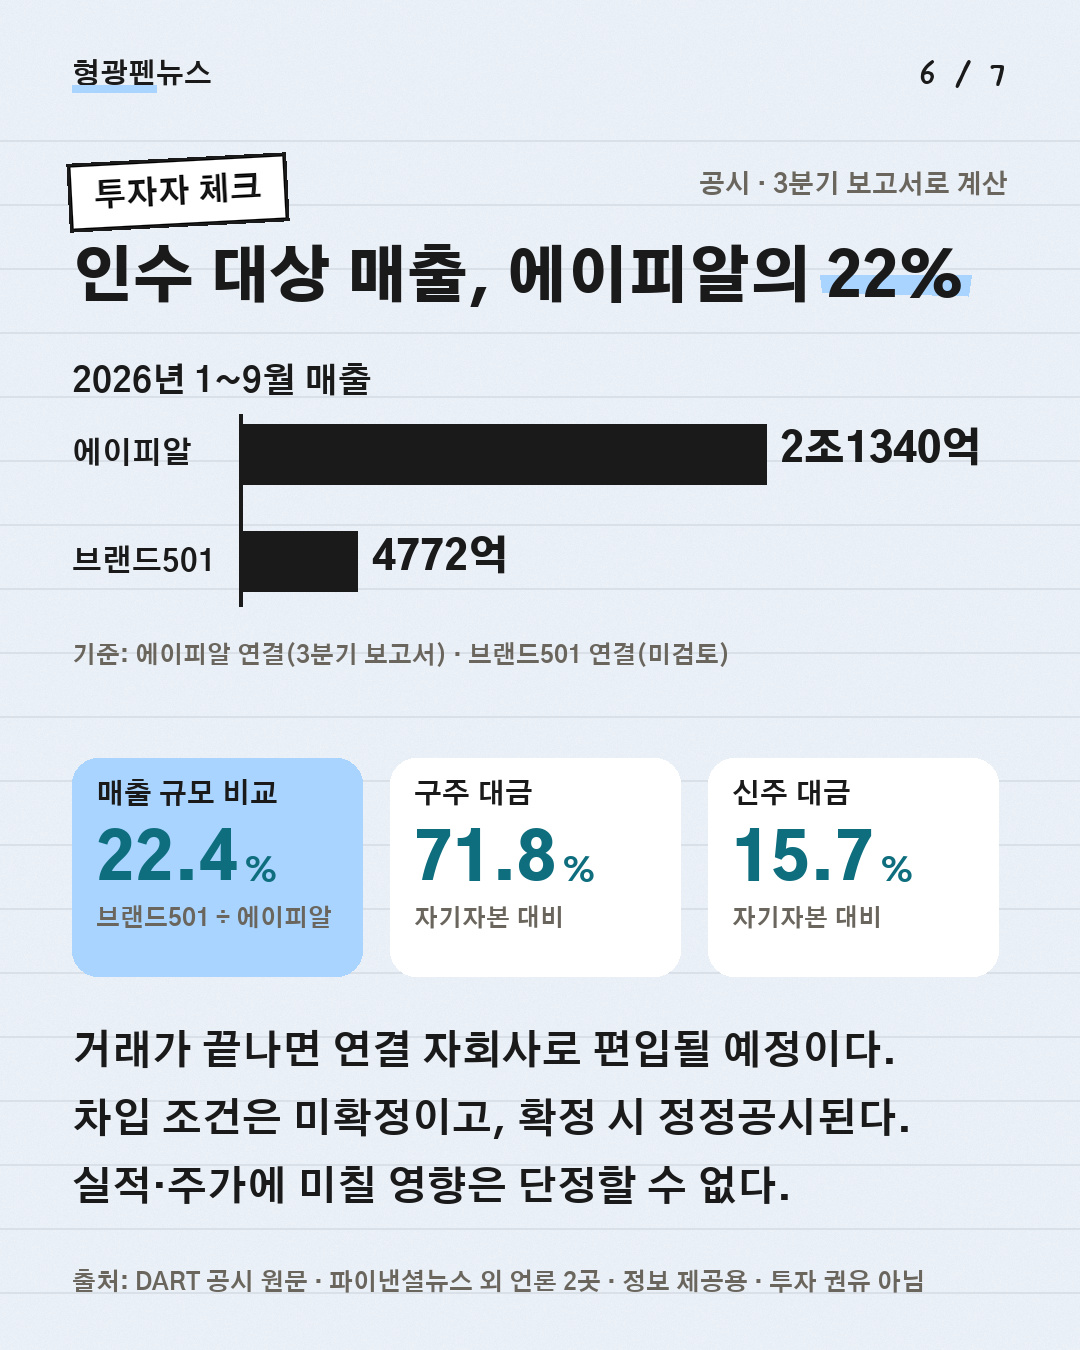 형광펜뉴스
6 / 7
투자자 체크
공시 · 3분기 보고서로 계산
인수 대상 매출, 에이피알의 22%
2026년 1~9월 매출
에이피알
2조1340억
브랜드501
4772억
기준: 에이피알 연결(3분기 보고서) · 브랜드501 연결(미검토)
매출 규모 비교
22.4%
브랜드501 ÷ 에이피알
구주 대금
71.8%
자기자본 대비
신주 대금
15.7%
자기자본 대비
거래가 끝나면 연결 자회사로 편입될 예정이다.
차입 조건은 미확정이고, 확정 시 정정공시된다.
실적·주가에 미칠 영향은 단정할 수 없다.
출처: DART 공시 원문 · 파이낸셜뉴스 외 언론 2곳 · 정보 제공용 · 투자 권유 아님